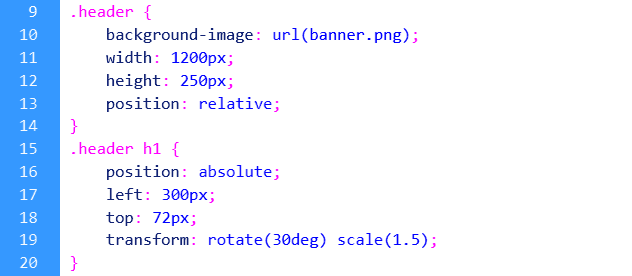 9 .header {
10 background-image: url(banner.png);
11 width: 1200px;
12 height: 250px;
13 position: relative;
14 }
15 .header h1 {
16 position: absolute;
17 left: 300px;
18 top: 72px;
19 transform: rotate(30deg) scale(1.5);
20 }